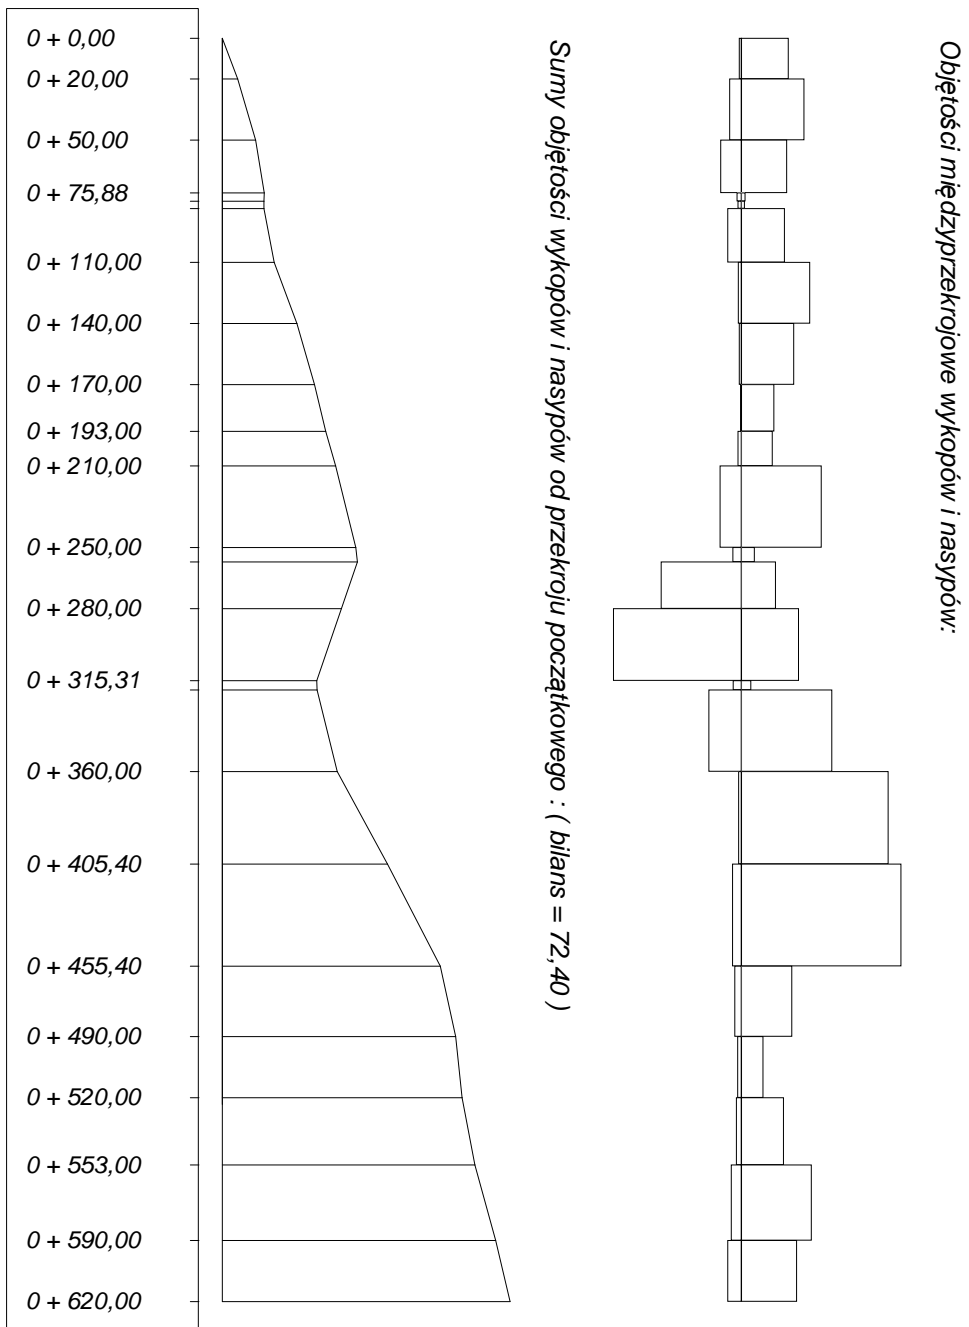 0 + 0,00
0 + 20,00
0 + 50,00
0 + 75,88
0 + 110,00
0 + 140,00
0 + 170,00
0 + 193,00
0 + 210,00
0 + 250,00
0 + 280,00
0 + 315,31
0 + 360,00
0 + 405,40
0 + 455,40
0 + 490,00
0 + 520,00
0 + 553,00
0 + 590,00
0 + 620,00
Sumy objętości wykopów i nasypów od przekroju początkowego : ( bilans = 72,40 )
Objętości międzyprzekrojowe wykopów i nasypów: